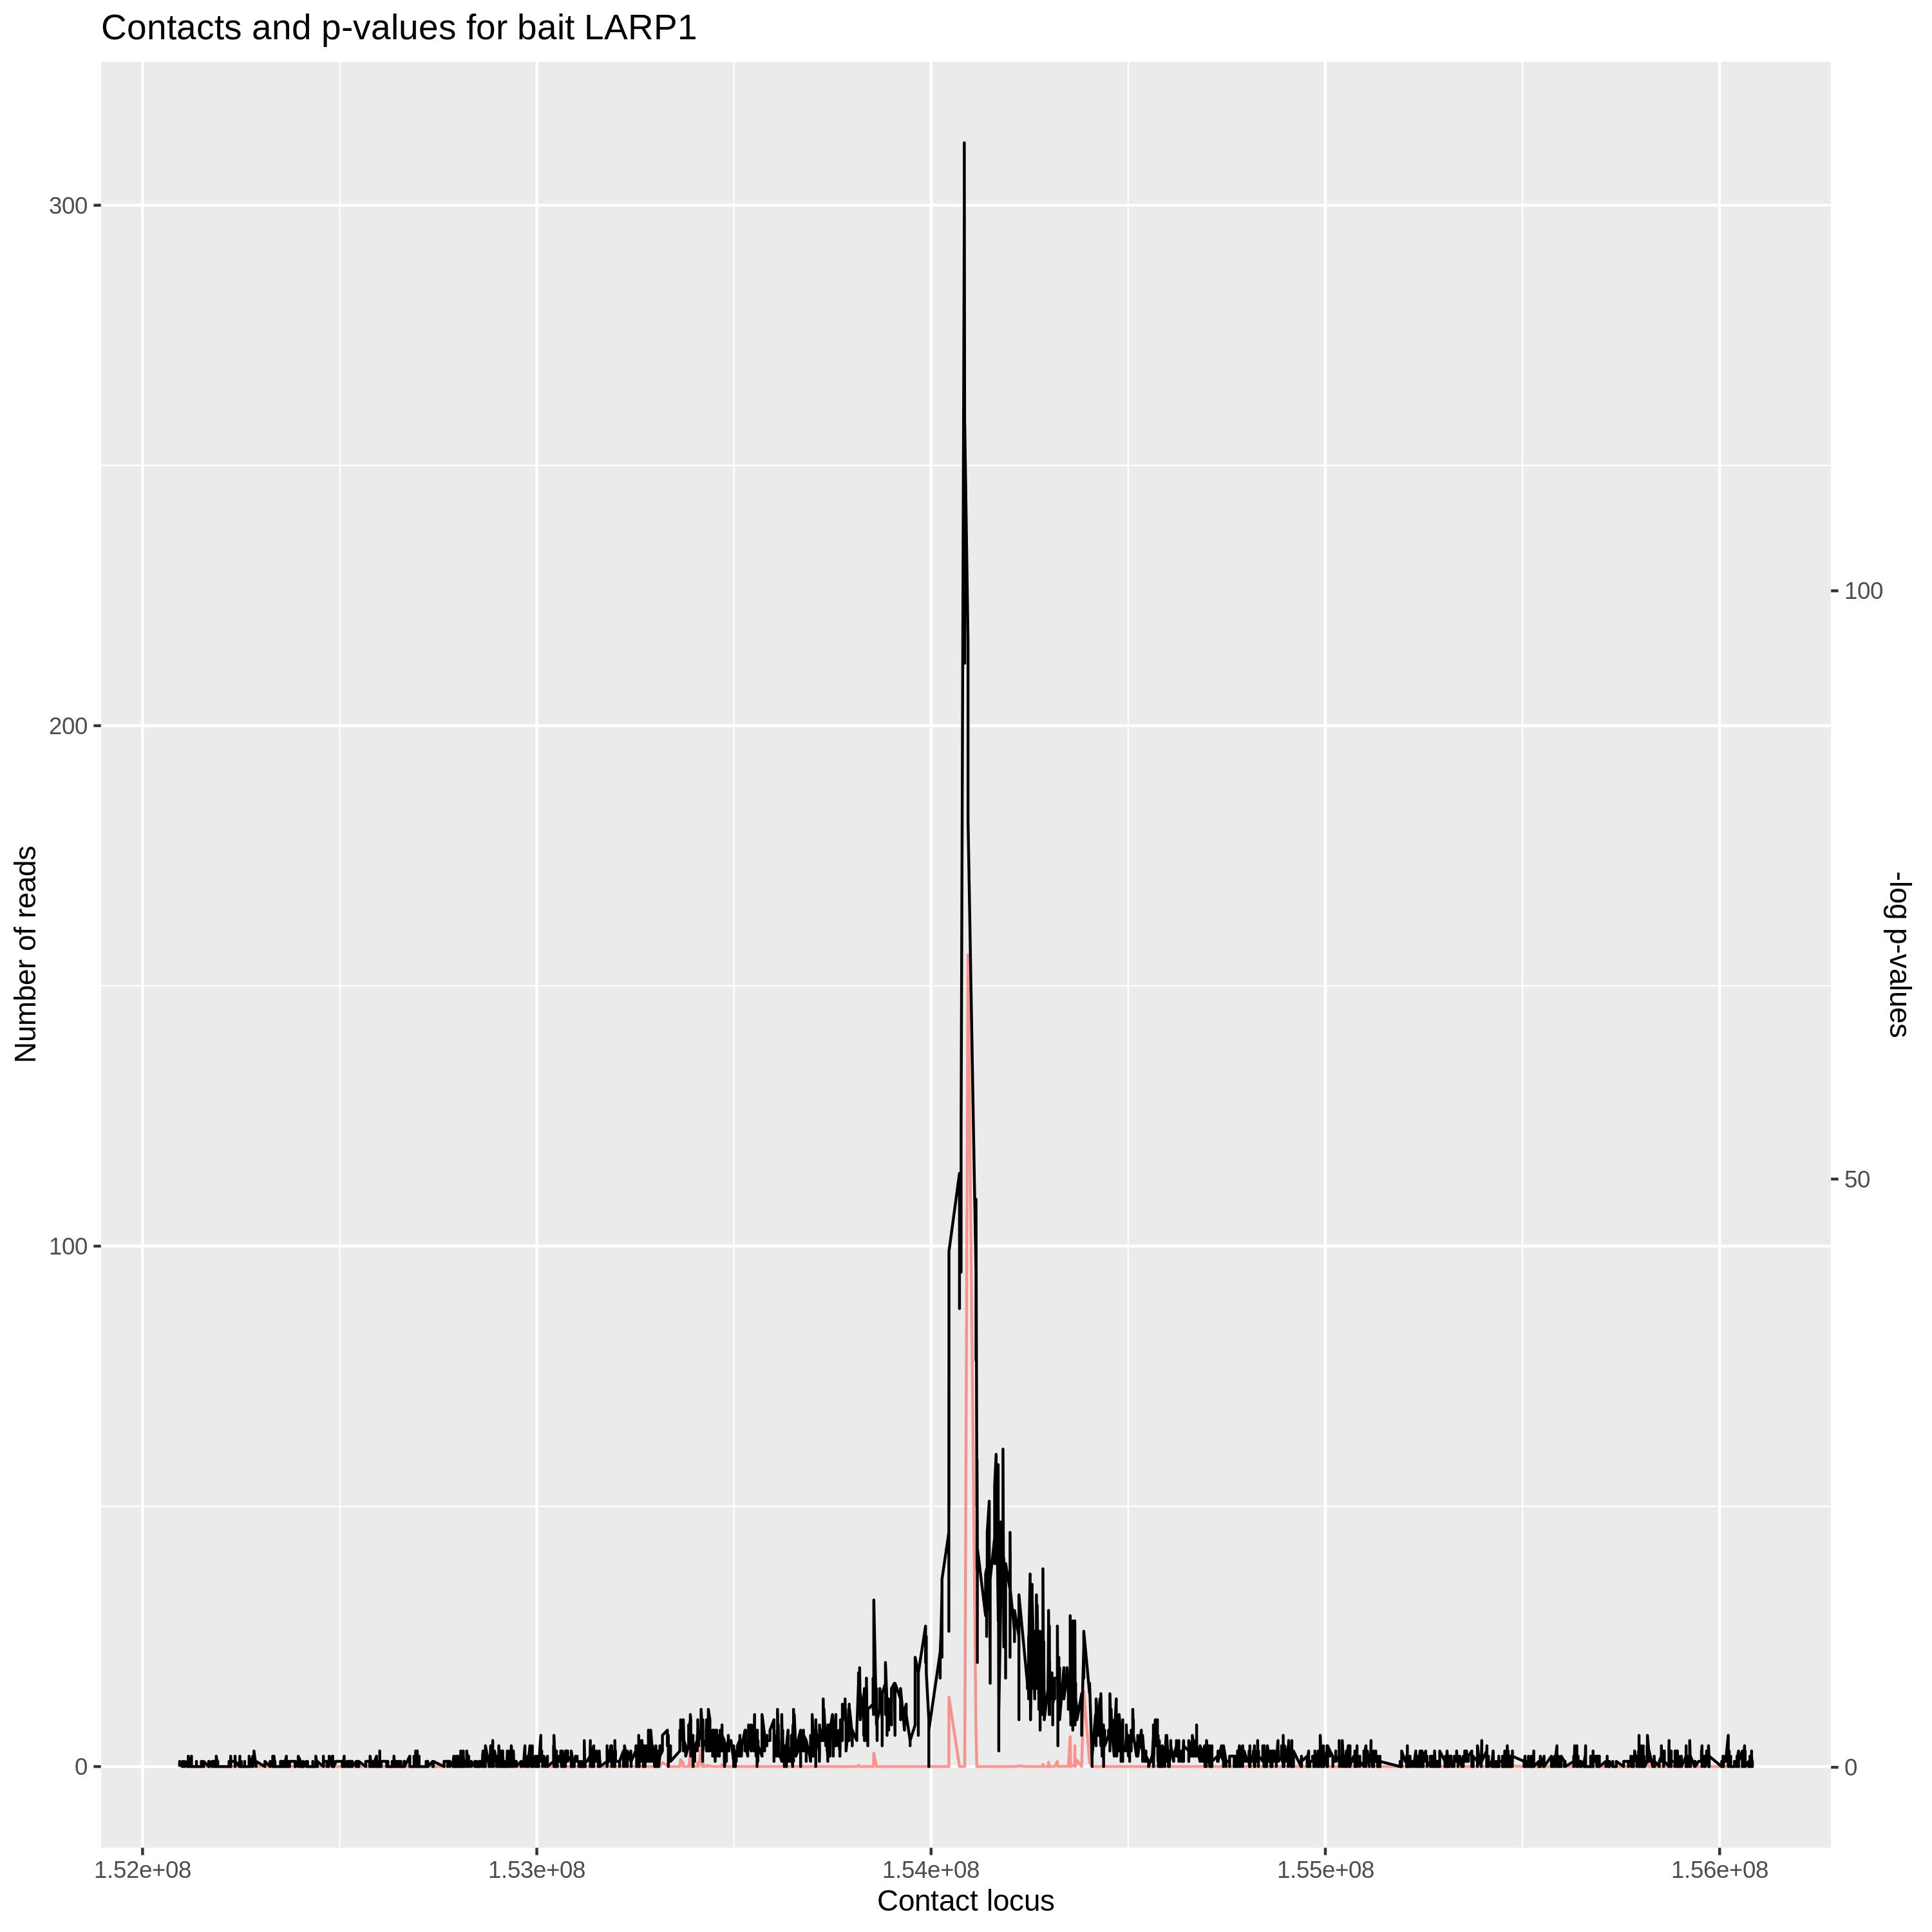 Contacts and p-values for bait LARP1
300
200
100
0
Number of reads
100
50
0
-log p-values
1.52e+08
1.53e+08
1.54e+08
1.55e+08
1.56e+08
Contact locus